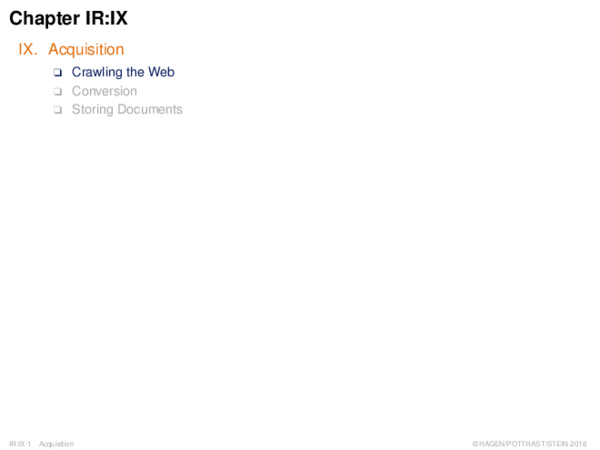 Chapter IR:IX
IX. Acquisition
❑ Crawling the Web
❑ Conversion
❑ Storing Documents
IR:IX-1 Acquisition
©HAGEN/POTTHAST/STEIN 2018